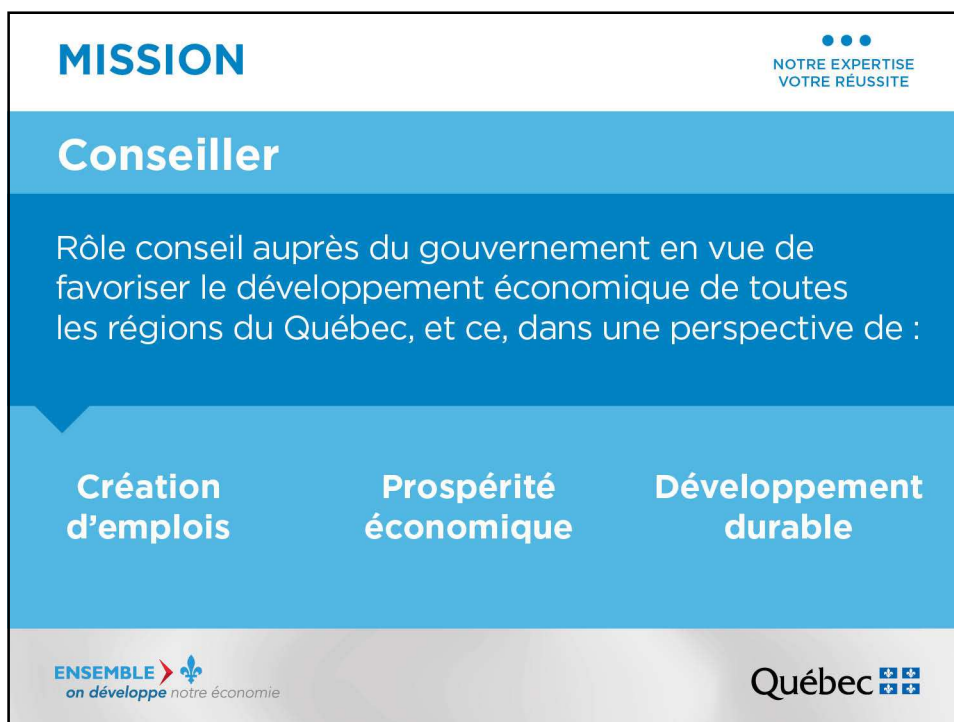 MISSION
NOTRE EXPERTISE
VOTRE RÉUSSITE
Conseiller
Rôle conseil auprès du gouvernement en vue de
favoriser le développement économique de toutes
les régions du Québec, et ce, dans une perspective de :
Création
d'emplois
Prospérité
économique
Développement
durable
ENSEMBLE
on développe notre économie
Québec